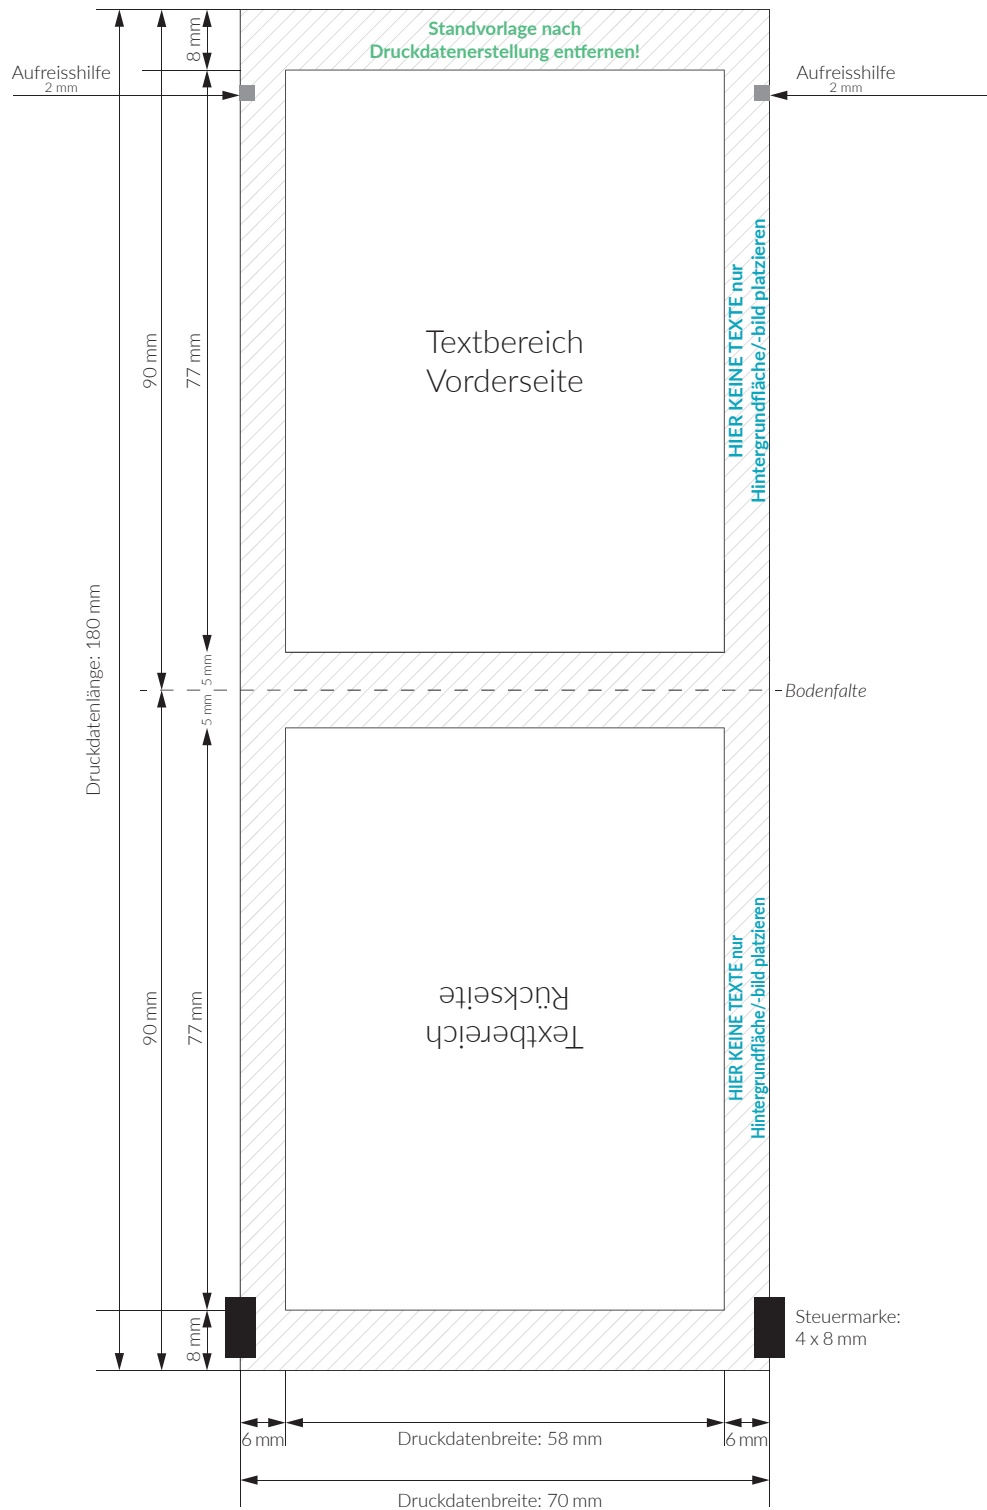 Standvorlage nach
Druckdatenerstellung entfernen!
8 mm
Aufreisshilfe
2 mm
Aufreisshilfe
2 mm
Textbereich
Vorderseite
HIER KEINE TEXTE nur
Hintergrundfläche/-bild platzieren
90 mm
77 mm
Druckdatenlänge: 180 mm
5 mm
5 mm
Bodenfalte
Textbereich
Rückseite
HIER KEINE TEXTE nur
Hintergrundfläche/-bild platzieren
90 mm
77 mm
8 mm
Steuermarke:
4 x 8 mm
6 mm
Druckdatenbreite: 58 mm
6 mm
Druckdatenbreite: 70 mm